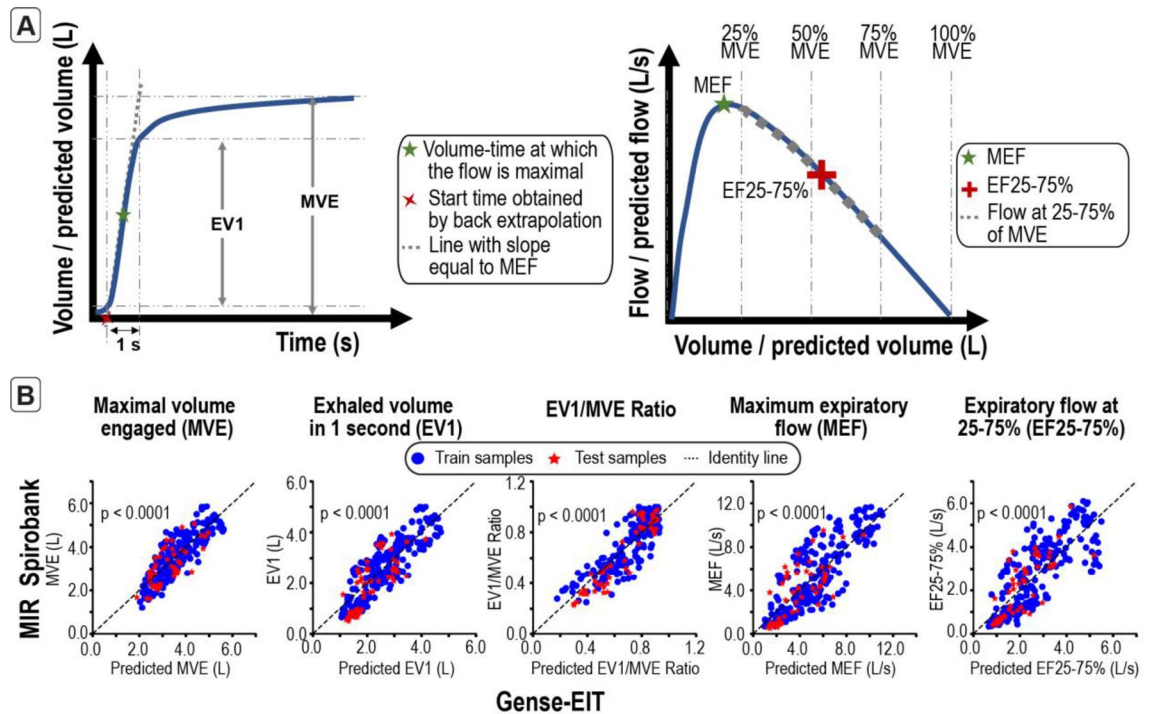 A
Volume / predicted volume (L)
EV1
MVE
1 s
Time (s)
Volume-time at which
the flow is maximal
Start time obtained
by back extrapolation
Line with slope
equal to MEF
Flow / predicted flow (L/s)
25%
MVE
50%
MVE
75%
MVE
100%
MVE
MEF
EF25-75%
Volume / predicted volume (L)
MEF
EF25-75%
Flow at 25-75%
of MVE
B
Maximal volume
engaged (MVE)
Exhaled volume
in 1 second (EV1)
EV1/MVE Ratio
Maximum expiratory
flow (MEF)
Expiratory flow at
25-75% (EF25-75%)
Train samples
Test samples
Identity line
MIR Spirobank
MVE (L)
6.0
4.0
2.0
0.0
p < 0.0001
0.0 2.0 4.0 6.0
Predicted MVE (L)
EV1 (L)
6.0
4.0
2.0
0.0
p < 0.0001
0.0 2.0 4.0 6.0
Predicted EV1 (L)
EV1/MVE Ratio
1.2
0.8
0.4
0.0
p < 0.0001
0.0 0.4 0.8 1.2
Predicted EV1/MVE Ratio
MEF (L/s)
12.0
8.0
4.0
0.0
p < 0.0001
0.0 4.0 8.0 12.0
Predicted MEF (L/s)
EF25-75% (L/s)
6.0
4.0
2.0
0.0
p < 0.0001
0.0 2.0 4.0 6.0
Predicted EF25-75% (L/s)
Gense-EIT